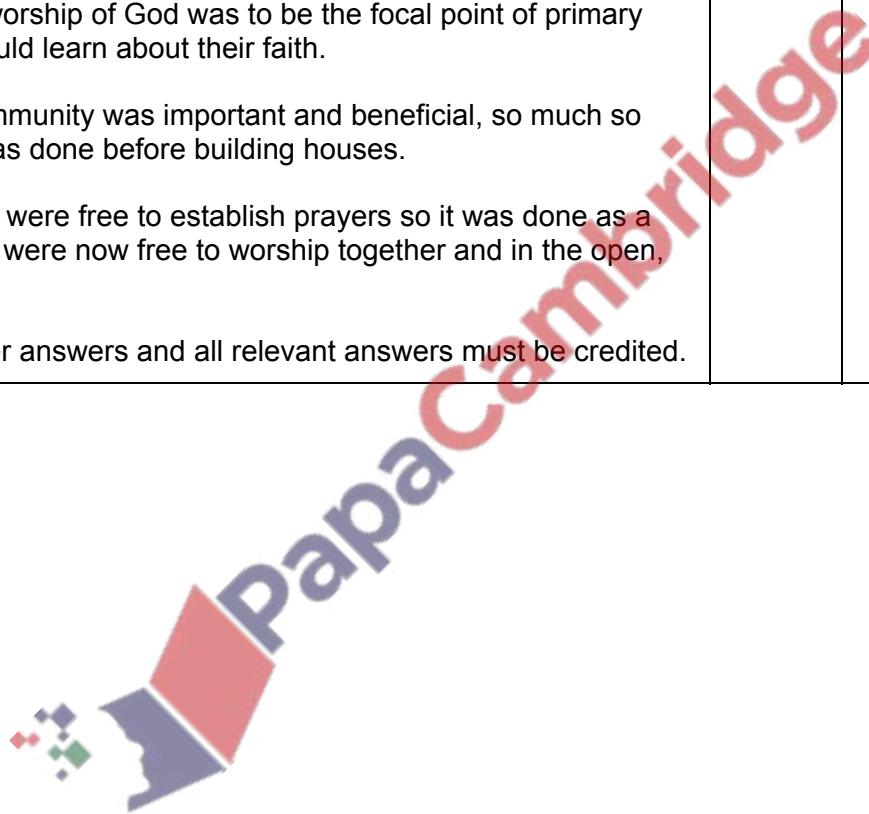 worship of God was to be the focal point of primary
uld learn about their faith.
mmunity was important and beneficial, so much so
as done before building houses.
were free to establish prayers so it was done as a
were now free to worship together and in the open,
r answers and all relevant answers must be credited.
PapaCambridge